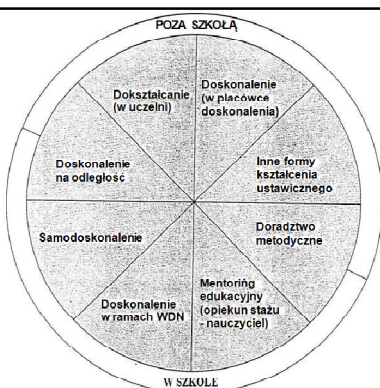 POZA SZKOŁĄ
Dokształcanie
(w uczelni)
Doskonalenie
(w placówce
doskonalenia)
Doskonalenie
na odległość
Inne formy
kształcenia
ustawicznego
Samodoskonalenie
Doradztwo
metodyczne
Doskonalenie
w ramach WDN
Mentoring
edukacyjny
(opiekun stażu
- nauczyciel)
W SZKOLE